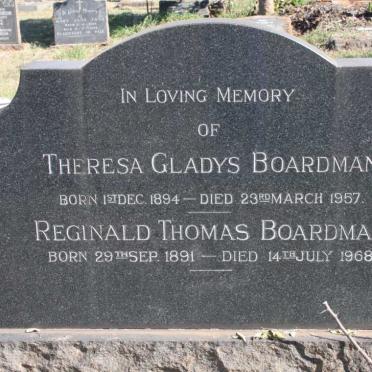 IN LOVING MEMORY
OF
THERESA GLADYS BOARDMAN
BORN 1ST DEC. 1894 — DIED 23RD MARCH 1957.
REGINALD THOMAS BOARDMA
BORN 29TH SEP. 1891 — DIED 14TH JULY 1968